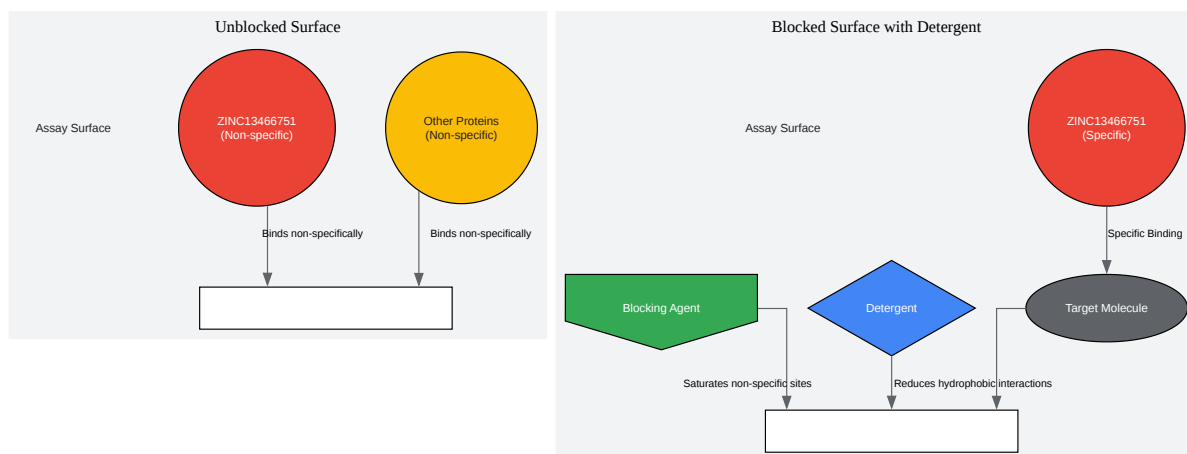 Unblocked Surface
Assay Surface
ZINC13466751
(Non-specific)
Other Proteins
(Non-specific)
Binds non-specifically
Binds non-specifically
Blocked Surface with Detergent
Assay Surface
ZINC13466751
(Specific)
Specific Binding
Blocking Agent
Detergent
Target Molecule
Saturates non-specific sites
Reduces hydrophobic interactions